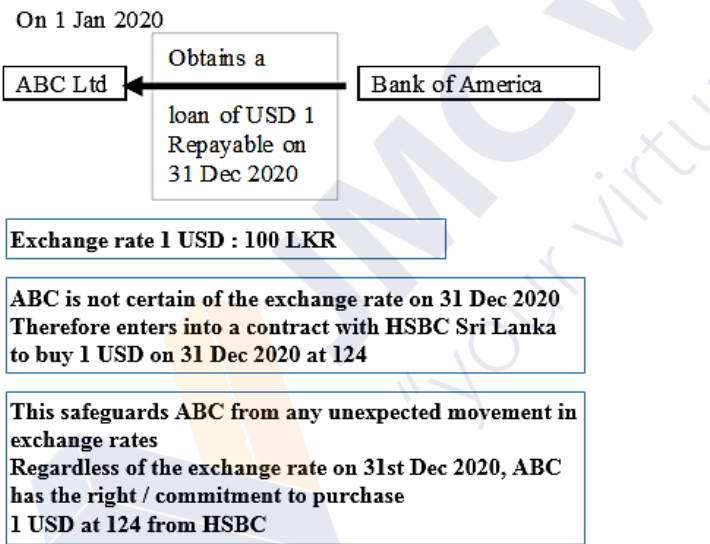 On 1 Jan 2020
Obtains a
ABC Ltd
Bank of America
loan of USD 1
Repayable on
31 Dec 2020
Exchange rate 1 USD : 100 LKR
ABC is not certain of the exchange rate on 31 Dec 2020
Therefore enters into a contract with HSBC Sri Lanka
to buy 1 USD on 31 Dec 2020 at 124
This safeguards ABC from any unexpected movement in
exchange rates
Regardless of the exchange rate on 31st Dec 2020, ABC
has the right / commitment to purchase
1 USD at 124 from HSBC
JMC
"your